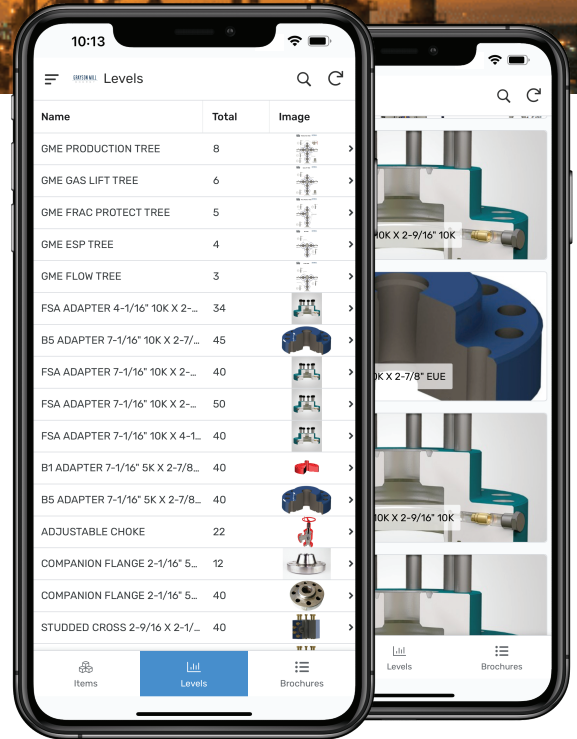 10:13
GRAYSON MILL Levels
Name Total Image
GME PRODUCTION TREE 8
GME GAS LIFT TREE 6
GME FRAC PROTECT TREE 5
GME ESP TREE 4
GME FLOW TREE 3
FSA ADAPTER 4-1/16" 10K X 2-... 34
B5 ADAPTER 7-1/16" 10K X 2-7/... 45
FSA ADAPTER 7-1/16" 10K X 2-... 40
FSA ADAPTER 7-1/16" 10K X 2-... 50
FSA ADAPTER 7-1/16" 10K X 4-1... 40
B1 ADAPTER 7-1/16" 5K X 2-7/8... 40
B5 ADAPTER 7-1/16" 5K X 2-7/8... 40
ADJUSTABLE CHOKE 22
COMPANION FLANGE 2-1/16" 5... 12
COMPANION FLANGE 2-1/16" 5... 40
STUDDED CROSS 2-9/16 X 2-1/... 40
Items Levels Brochures
10K X 2-9/16" 10K
0K X 2-7/8" EUE
10K X 2-9/16" 10K
Levels Brochures